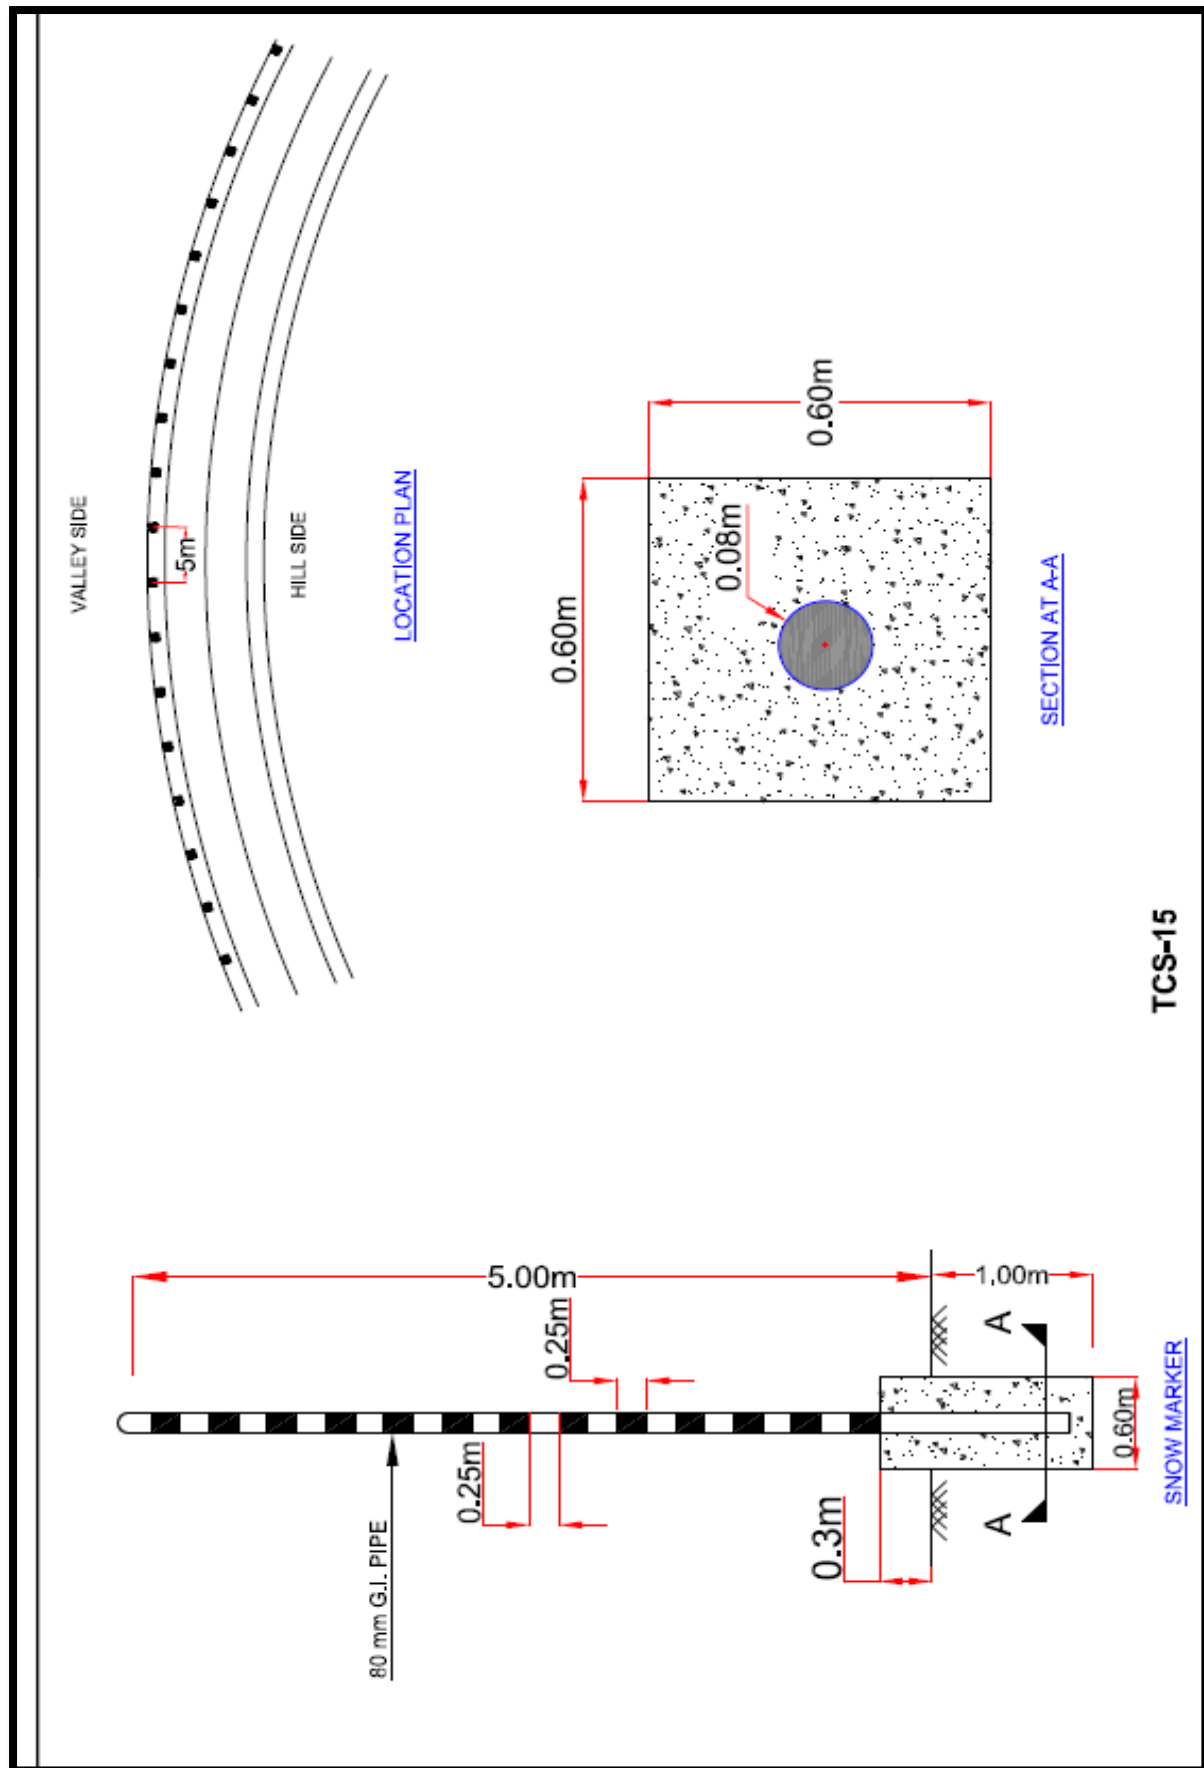 VALLEY SIDE
5m
HILL SIDE
LOCATION PLAN
0.60m
0.60m
0.08m
SECTION AT A-A
TCS-15
5.00m
1.00m
0.25m
0.25m
80 mm G.I. PIPE
0.3m
A
A
0.60m
SNOW MARKER